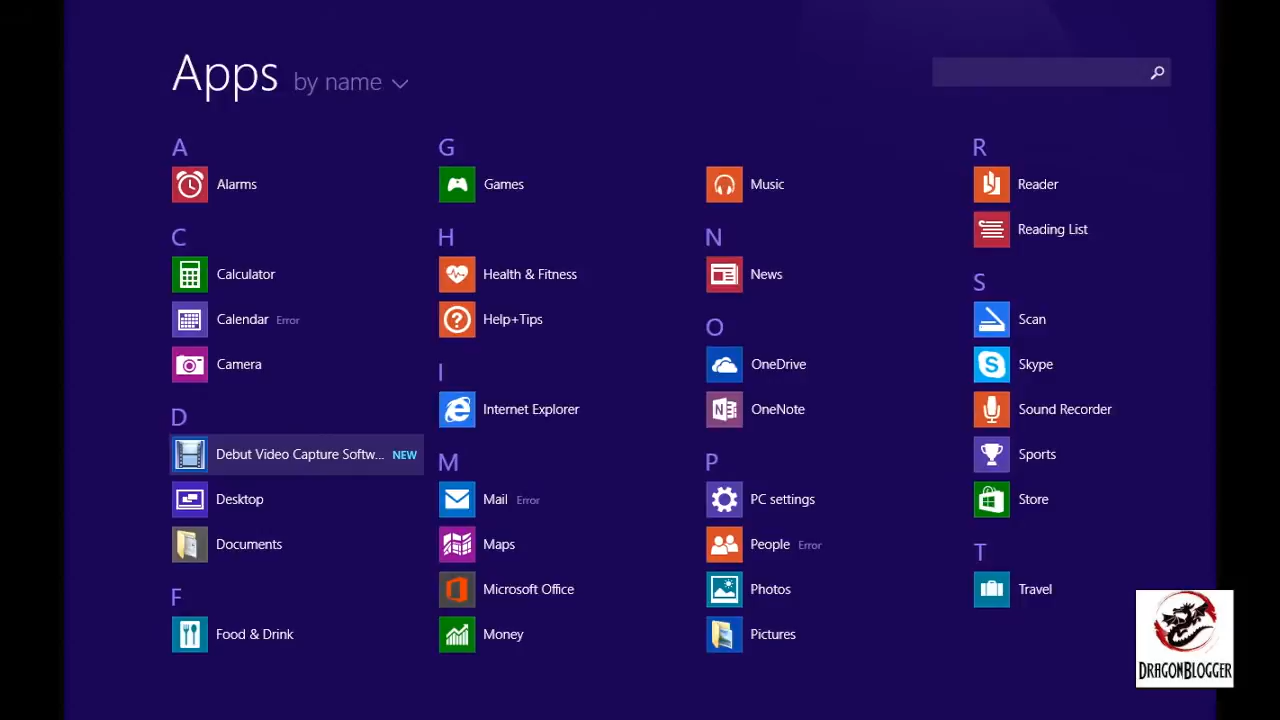 Apps by name
A
Alarms
C
Calculator
Calendar Error
Camera
D
Debut Video Capture Softw... NEW
Desktop
Documents
F
Food & Drink
G
Games
H
Health & Fitness
Help+Tips
I
Internet Explorer
M
Mail Error
Maps
Microsoft Office
Money
Music
N
News
O
OneDrive
OneNote
P
PC settings
People Error
Photos
Pictures
R
Reader
Reading List
S
Scan
Skype
Sound Recorder
Sports
Store
T
Travel
DRAGONBLOGGER